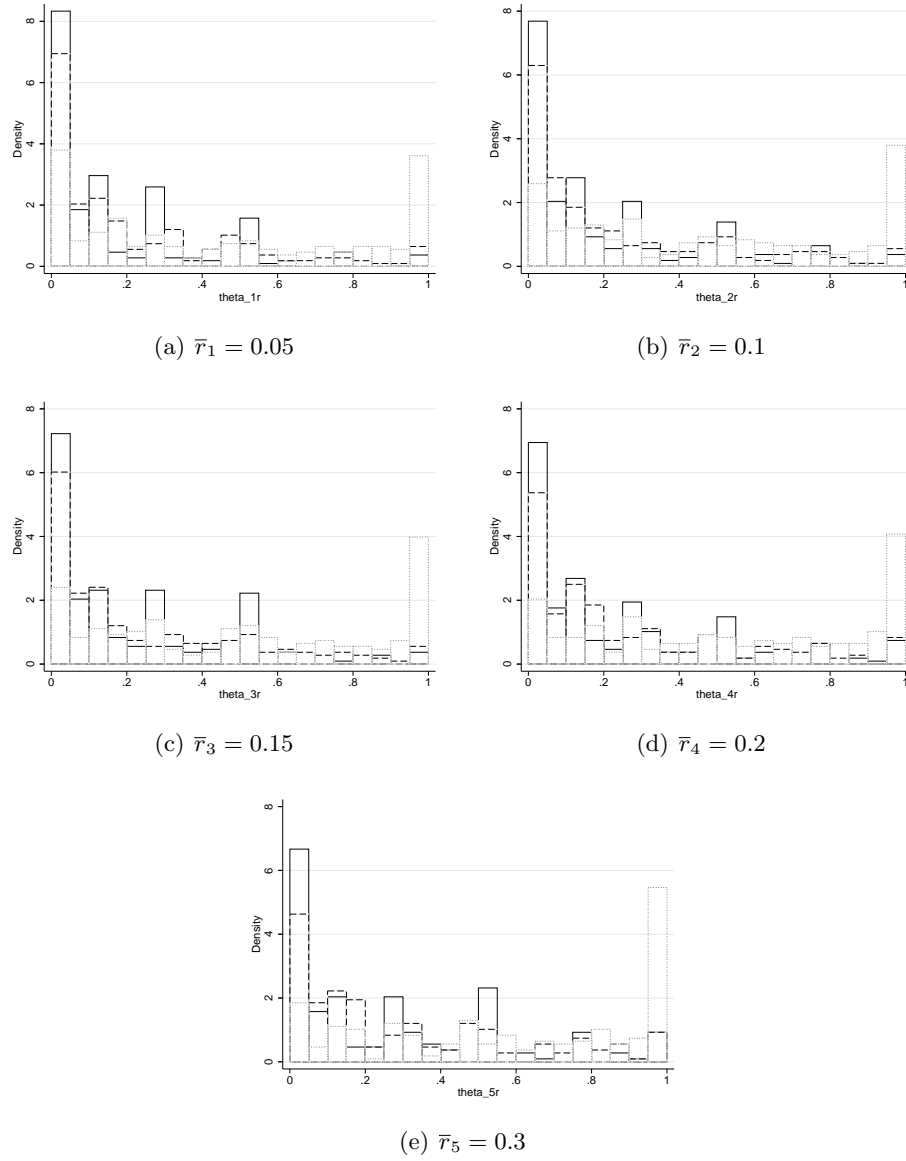 8
6
4
2
0
Density
0 .2 .4 .6 .8 1
theta_1r
(a) r̅₁ = 0.05
8
6
4
2
0
Density
0 .2 .4 .6 .8 1
theta_2r
(b) r̅₂ = 0.1
8
6
4
2
0
Density
0 .2 .4 .6 .8 1
theta_3r
(c) r̅₃ = 0.15
8
6
4
2
0
Density
0 .2 .4 .6 .8 1
theta_4r
(d) r̅₄ = 0.2
8
6
4
2
0
Density
0 .2 .4 .6 .8 1
theta_5r
(e) r̅₅ = 0.3